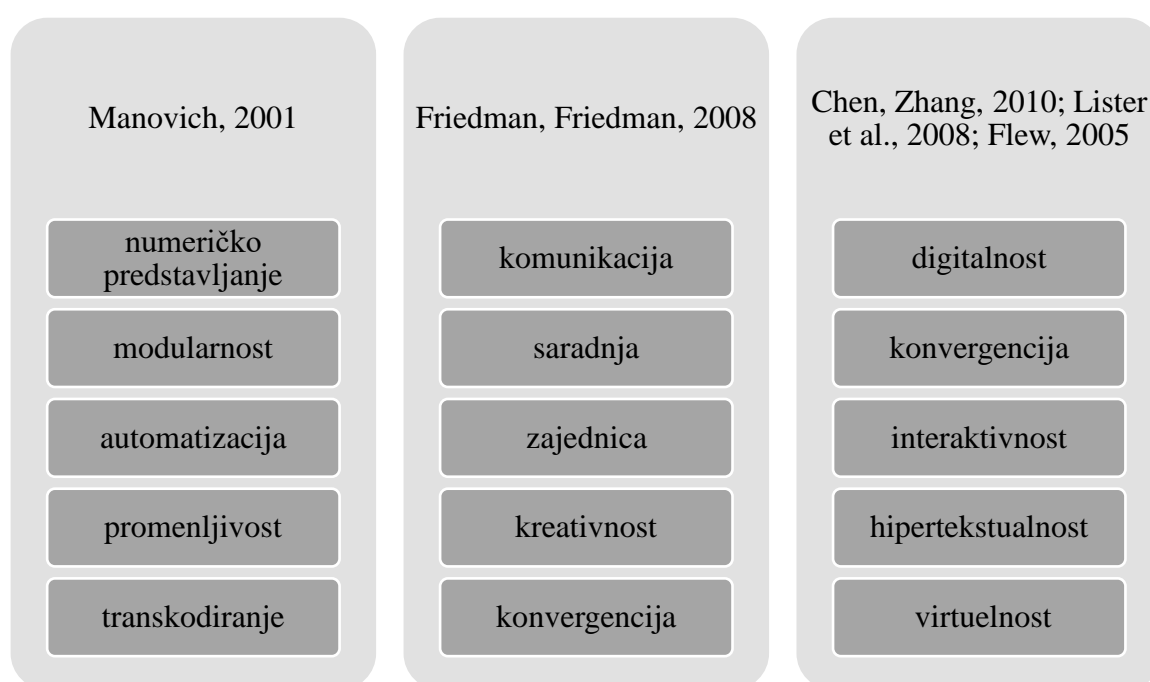 Manovich, 2001
numeričko
predstavljanje
modularnost
automatizacija
promenljivost
transkodiranje
Friedman, Friedman, 2008
komunikacija
saradnja
zajednica
kreativnost
konvergencija
Chen, Zhang, 2010; Lister
et al., 2008; Flew, 2005
digitalnost
konvergencija
interaktivnost
hipertekstualnost
virtuelnost